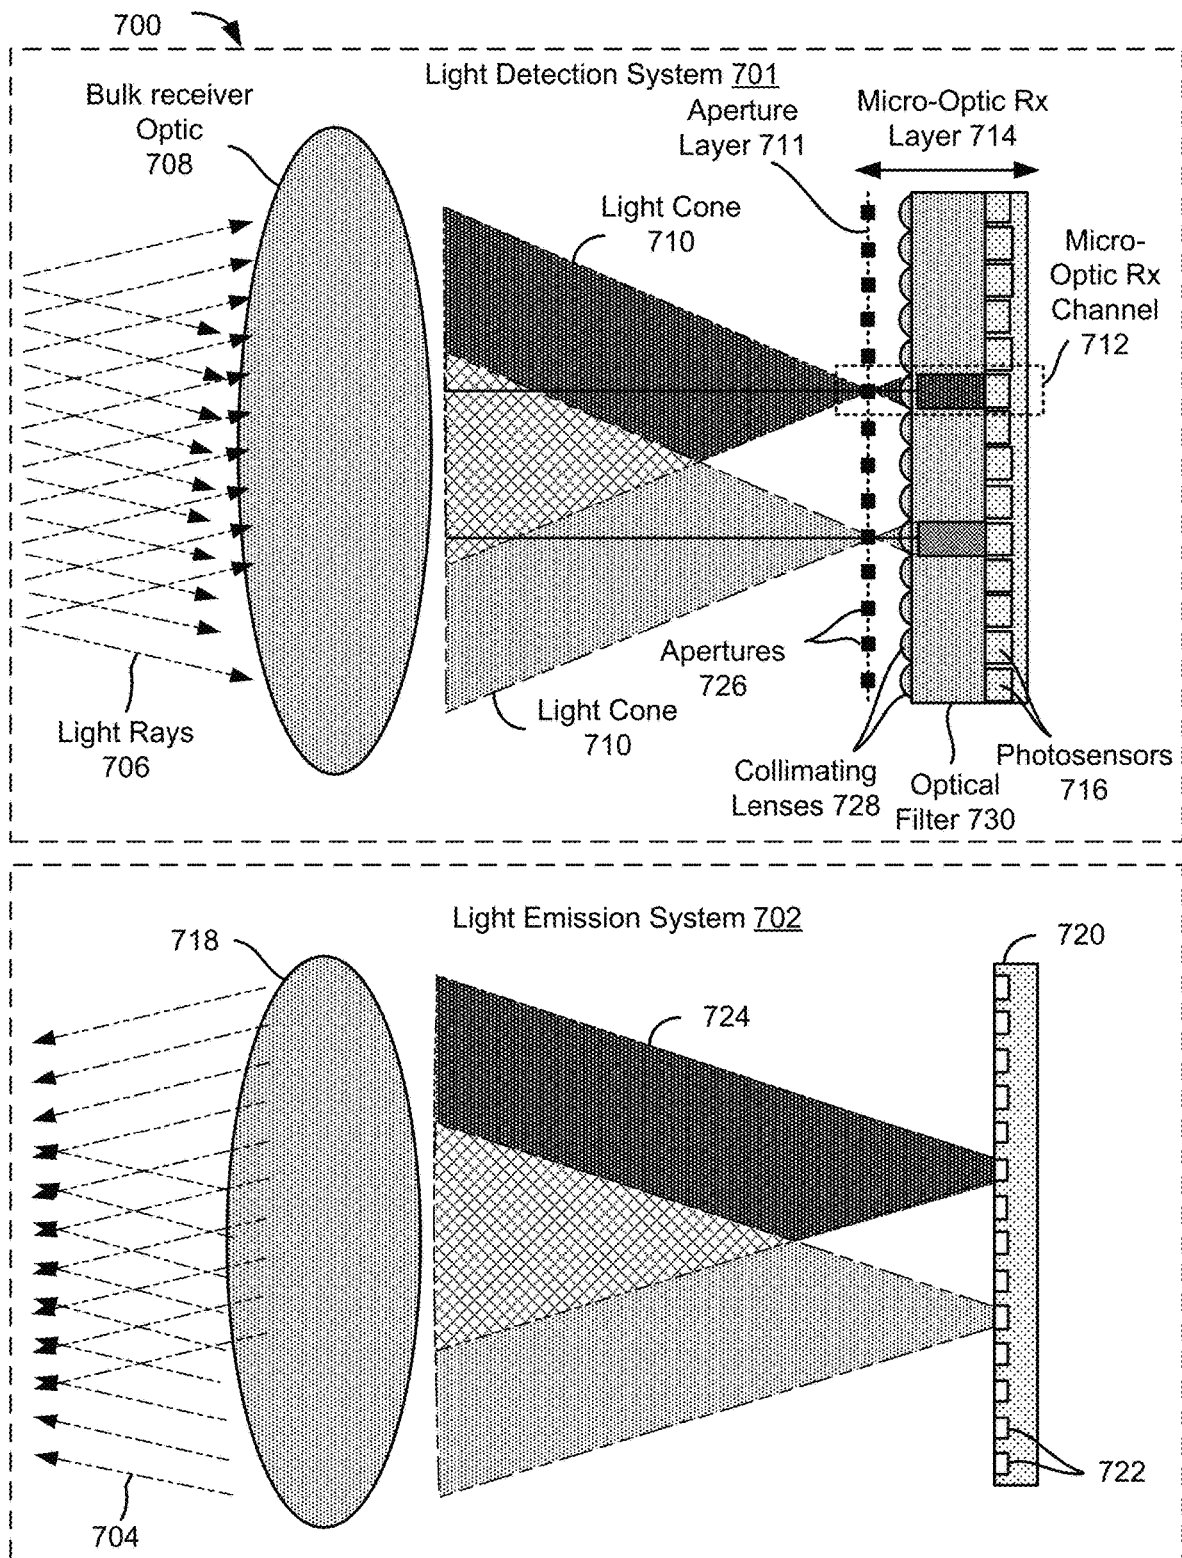 700
Light Detection System 701
Bulk receiver
Optic
708
Aperture
Layer 711
Micro-Optic Rx
Layer 714
Light Cone
710
Micro-
Optic Rx
Channel
712
Light Rays
706
Apertures
726
Light Cone
710
Collimating
Lenses 728
Optical
Filter 730
Photosensors
716
Light Emission System 702
718
720
724
722
704